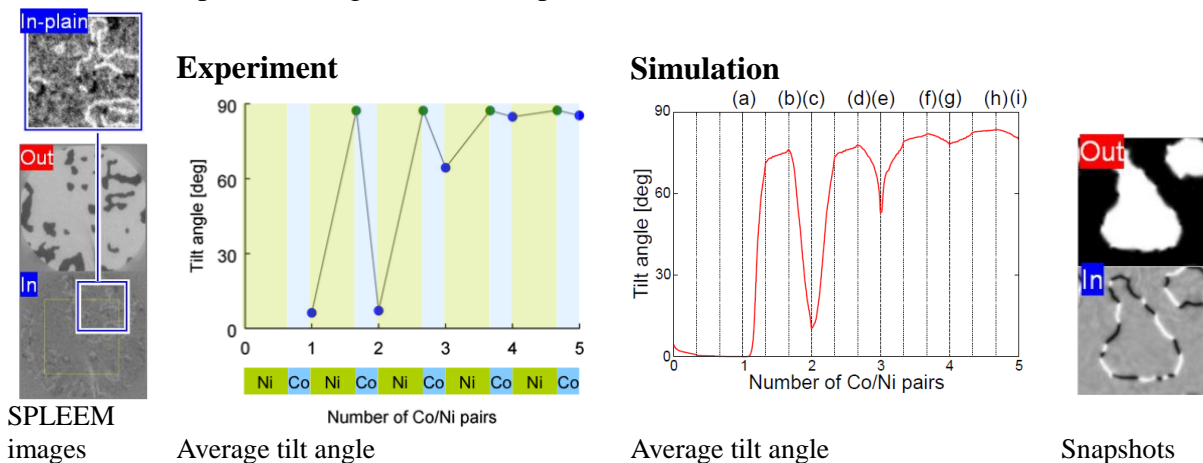 In-plain
Out
In
SPLEEM
images
Experiment
Tilt angle [deg]
90
60
30
0
0 1 2 3 4 5
Ni Co Ni Co Ni Co Ni Co Ni Co
Number of Co/Ni pairs
Average tilt angle
Simulation
(a) (b)(c) (d)(e) (f)(g) (h)(i)
Tilt angle [deg]
90
60
30
0
0 1 2 3 4 5
Number of Co/Ni pairs
Average tilt angle
Out
In
Snapshots